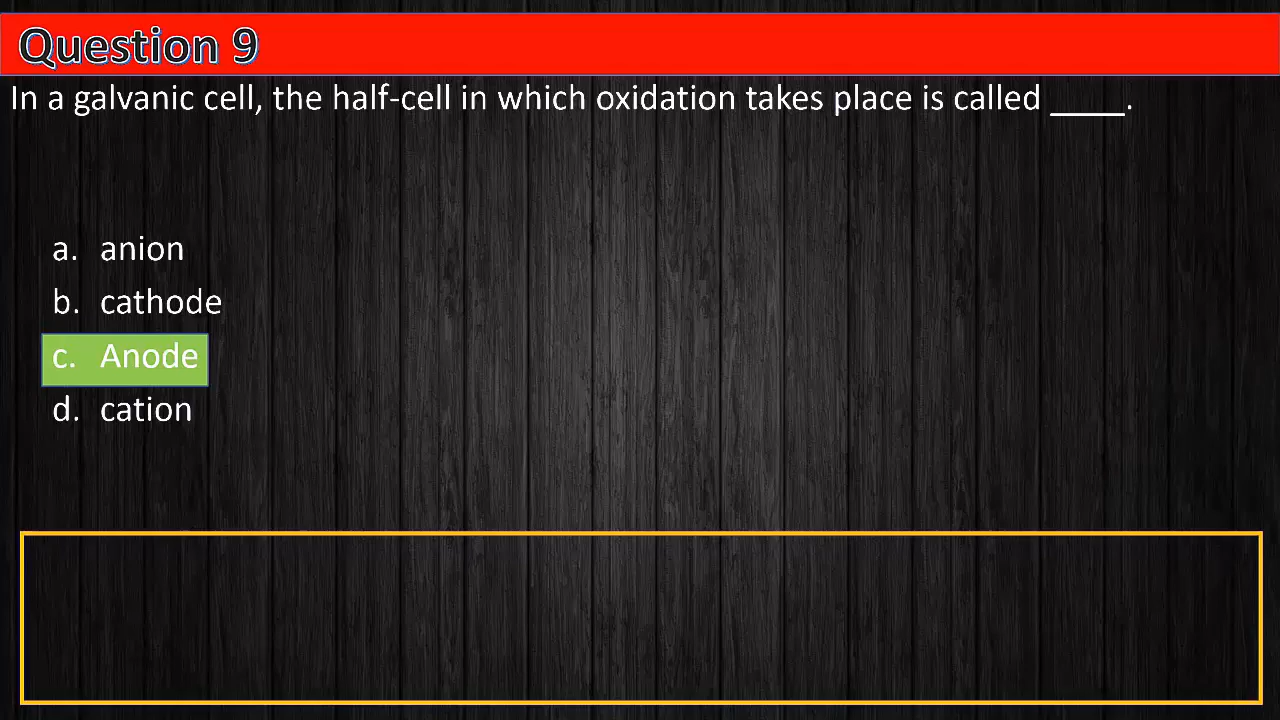 Question 9
In a galvanic cell, the half-cell in which oxidation takes place is called ____.
a. anion
b. cathode
c. Anode
d. cation